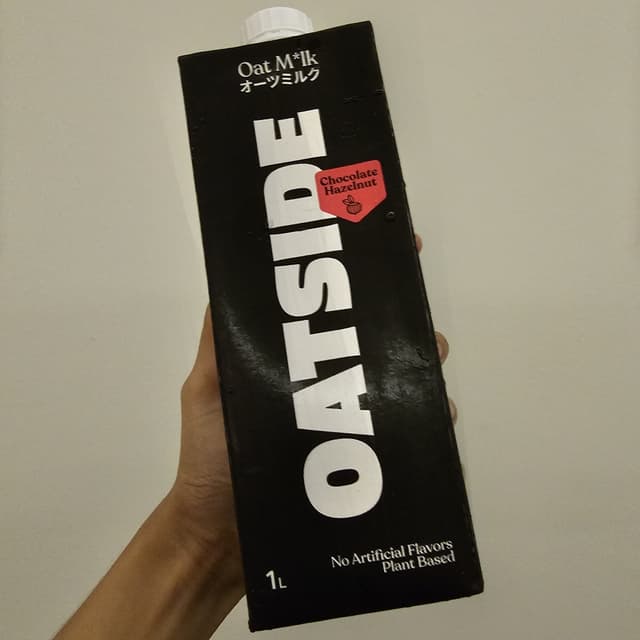 Oat M*lk
オーツミルク
OATSIDE
Chocolate
Hazelnut
No Artificial Flavors
Plant Based
1L